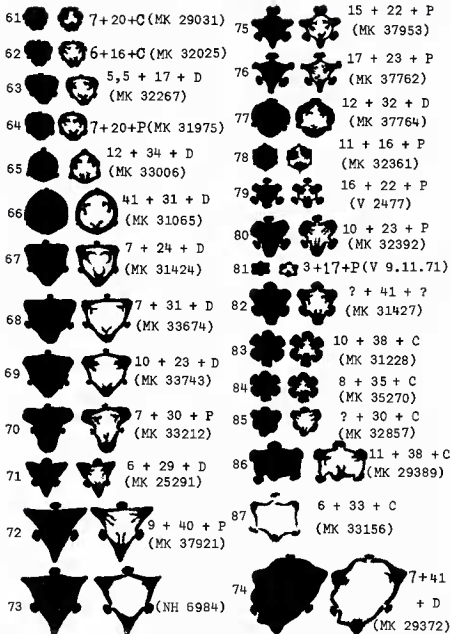 61 7+20+C(MK 29031)
62 6+16+C(MK 32025)
63 5,5 + 17 + D
(MK 32267)
64 7+20+P(MK 31975)
65 12 + 34 + D
(MK 33006)
66 41 + 31 + D
(MK 31065)
67 7 + 24 + D
(MK 31424)
68 7 + 31 + D
(MK 33674)
69 10 + 23 + D
(MK 33743)
70 7 + 30 + P
(MK 33212)
71 6 + 29 + D
(MK 25291)
72 9 + 40 + P
(MK 37921)
73 (NH 6984)
75 15 + 22 + P
(MK 37953)
76 17 + 23 + P
(MK 37762)
77 12 + 32 + D
(MK 37764)
78 11 + 16 + P
(MK 32361)
79 16 + 22 + P
(V 2477)
80 10 + 23 + P
(MK 32392)
81 3+17+P(V 9.11.71)
82 ? + 41 + ?
(MK 31427)
83 10 + 38 + C
(MK 31228)
84 8 + 35 + C
(MK 35270)
85 ? + 30 + C
(MK 32857)
86 11 + 38 + C
(MK 29389)
87 6 + 33 + C
(MK 33156)
74 7+41
+ D
(MK 29372)